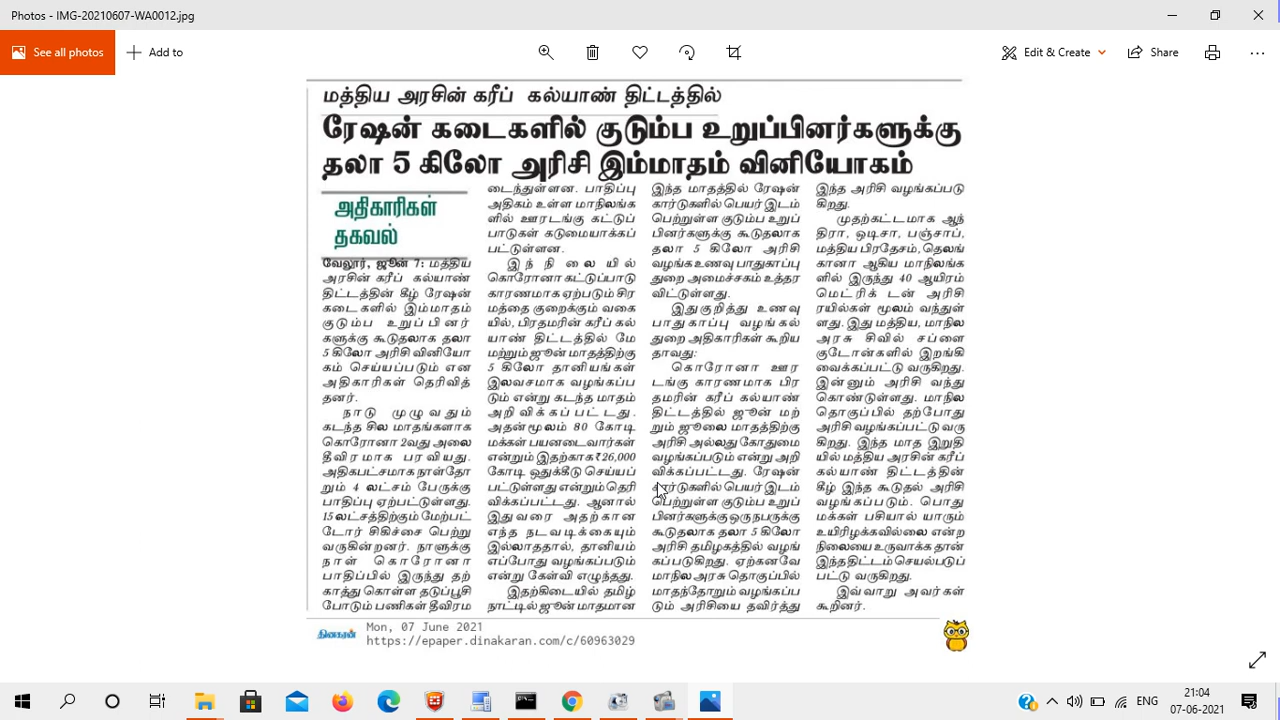 Photos - IMG-20210607-WA0012.jpg
See all photos
Add to
Edit & Create
Share
மத்திய அரசின் கரீப் கல்யாண் திட்டத்தில்
ரேஷன் கடைகளில் குடும்ப உறுப்பினர்களுக்கு
தலா 5 கிலோ அரிசி இம்மாதம் வினியோகம்
அதிகாரிகள்
தகவல்
வேலூர், ஜூன் 7: மத்திய
அரசின் கரீப் கல்யாண்
திட்டத்தின் கீழ் ரேஷன்
கடைகளில் இம்மாதம்
குடும்ப உறுப்பினர்
களுக்கு கூடுதலாக தலா
5 கிலோ அரிசி வினியோ
கம் செய்யப்படும் என
அதிகாரிகள் தெரிவித்
தனர்.
நாடு முழுவதும்
கடந்த சில மாதங்களாக
கொரோனா 2வது அலை
தீவிரமாக பரவியது.
அதிகபட்சமாக நாள்தோ
றும் 4 லட்சம் பேருக்கு
பாதிப்பு ஏற்பட்டுள்ளது.
15 லட்சத்திற்கும் மேற்பட்
டோர் சிகிச்சை பெற்று
வருகின்றனர். நாளுக்கு
நாள் கொரோனா
பாதிப்பில் இருந்து தற்
காத்து கொள்ள தடுப்பூசி
போடும் பணிகள் தீவிரம
டைந்துள்ளன. பாதிப்பு
அதிகம் உள்ள மாநிலங்க
ளில் ஊரடங்கு கட்டுப்
பாடுகள் கடுமையாக்கப்
பட்டுள்ளன.
இந்நிலையில்
கொரோனா கட்டுப்பாடு
காரணமாக ஏற்படும் சிர
மத்தை குறைக்கும் வகை
யில், பிரதமரின் கரீப் கல்
யாண் திட்டத்தில் மே
மற்றும் ஜூன் மாதத்திற்கு
5 கிலோ தானியங்கள்
இலவசமாக வழங்கப்ப
டும் என்று கடந்த மாதம்
அறிவிக்கப்பட்டது.
அதன்மூலம் 80 கோடி
மக்கள் பயனடைவார்கள்
என்றும் இதற்காக ₹26,000
கோடி ஒதுக்கீடு செய்யப்
பட்டுள்ளது என்றும் தெரி
விக்கப்பட்டது. ஆனால்
இதுவரை அதற்கான
எந்த நடவடிக்கையும்
இல்லாததால், தானியம்
எப்போது வழங்கப்படும்
என்று கேள்வி எழுந்தது.
இதற்கிடையில் தமிழ்
நாட்டில் ஜூன் மாதமான
இந்த மாதத்தில் ரேஷன்
கார்டுகளில் பெயர் இடம்
பெற்றுள்ள குடும்ப உறுப்
பினர்களுக்கு கூடுதலாக
தலா 5 கிலோ அரிசி
வழங்க உணவு பாதுகாப்பு
துறை அமைச்சகம் உத்தர
விட்டுள்ளது.
இதுகுறித்து உணவு
பாதுகாப்பு வழங்கல்
துறை அதிகாரிகள் கூறிய
தாவது:
கொரோனா ஊர
டங்கு காரணமாக பிர
தமரின் கரீப் கல்யாண்
திட்டத்தில் ஜூன் மற்
றும் ஜூலை மாதத்திற்கு
அரிசி அல்லது கோதுமை
வழங்கப்படும் என்று அறி
விக்கப்பட்டது. ரேஷன்
கார்டுகளில் பெயர் இடம்
பெற்றுள்ள குடும்ப உறுப்
பினர்களுக்கு ஒரு நபருக்கு
கூடுதலாக தலா 5 கிலோ
அரிசி தமிழகத்தில் வழங்
கப்படுகிறது. ஏற்கனவே
மாநில அரசு தொகுப்பில்
மாதந்தோறும் வழங்கப்ப
டும் அரிசியை தவிர்த்து
இந்த அரிசி வழங்கப்படு
கிறது.
முதற்கட்டமாக ஆந்
திரா, ஒடிசா, பஞ்சாப்,
மத்திய பிரதேசம், தெலங்
கானா ஆகிய மாநிலங்க
ளில் இருந்து 40 ஆயிரம்
மெட்ரிக் டன் அரிசி
ரயில்கள் மூலம் வந்துள்
ளது. இது மத்திய, மாநில
அரசு சிவில் சப்ளை
குடோன்களில் இறங்கி
வைக்கப்பட்டு வருகிறது.
இன்னும் அரிசி வந்து
கொண்டுள்ளது. மாநில
தொகுப்பில் தற்போது
அரிசி வழங்கப்பட்டு வரு
கிறது. இந்த மாத இறுதி
யில் மத்திய அரசின் கரீப்
கல்யாண் திட்டத்தின்
கீழ் இந்த கூடுதல் அரிசி
வழங்கப்படும். பொது
மக்கள் பசியால் யாரும்
உயிரிழக்கவில்லை என்ற
நிலையை உருவாக்க தான்
இந்த திட்டம் செயல்படுப்
பட்டு வருகிறது.
இவ்வாறு அவர்கள்
கூறினர்.
தினகரன்
Mon, 07 June 2021
https://epaper.dinakaran.com/c/60963029
ENG
21:04
07-06-2021